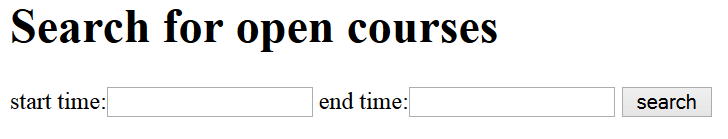 Search for open courses
start time: end time: search